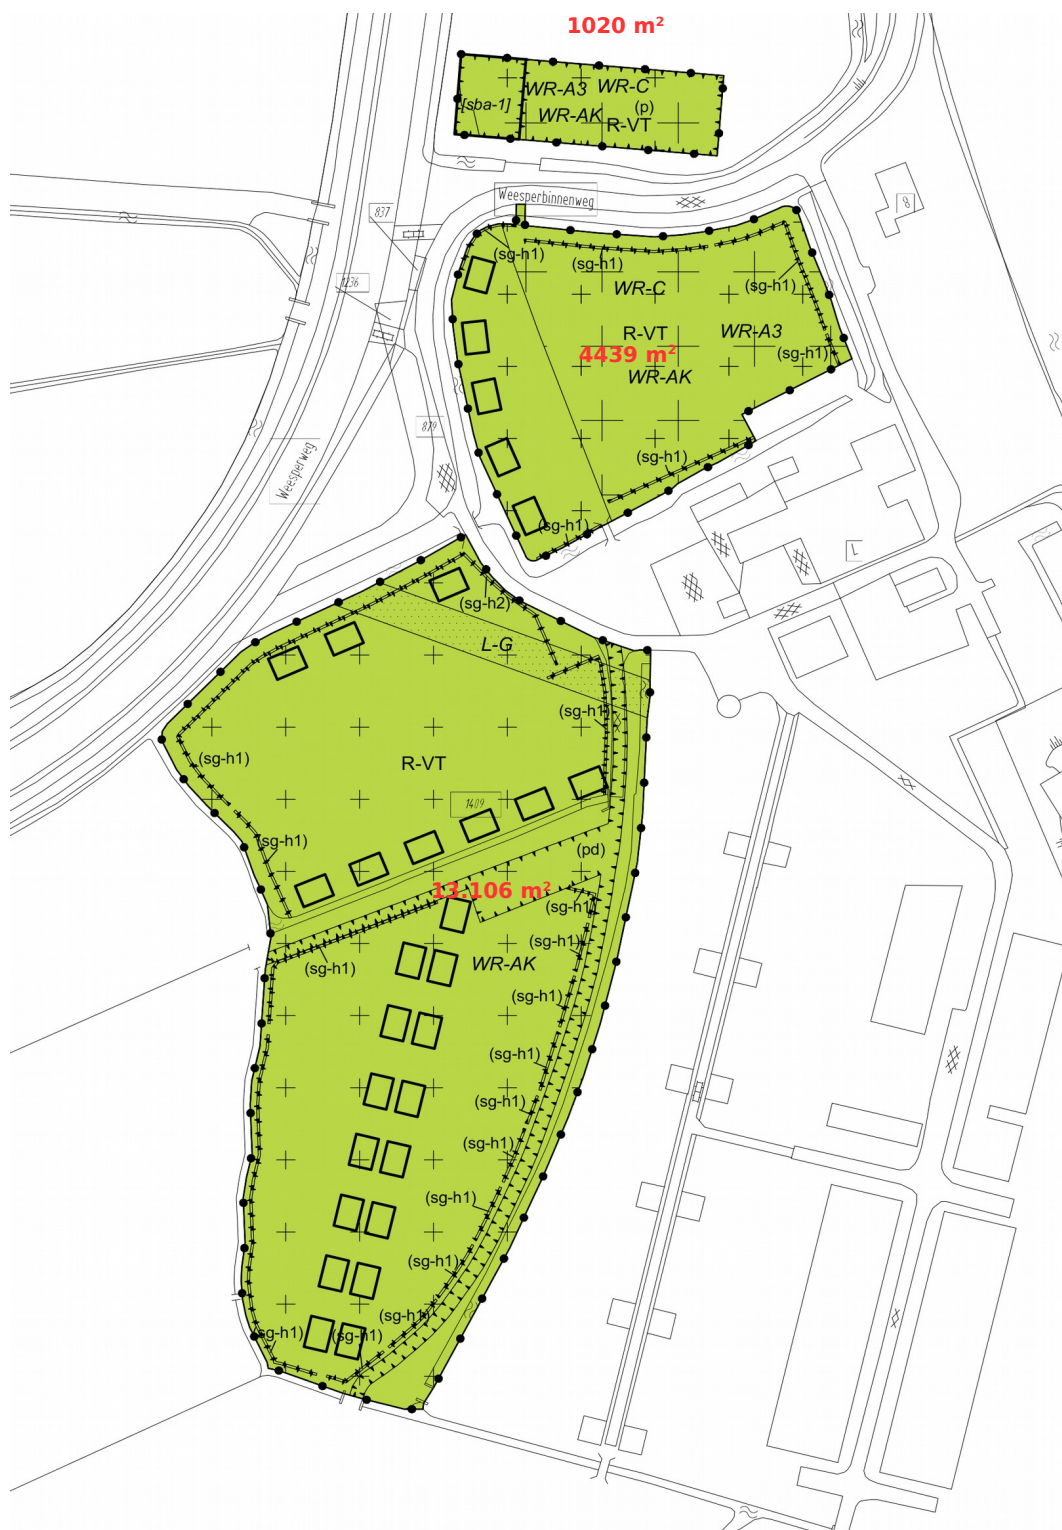 1020 m²
WR-A3 WR-C
[sba-1]
(p)
WR-AK
R-VT
Weesperbinnenweg
8
837
(sg-h1)
(sg-h1)
1236
(sg-h1)
WR-C
R-VT
WR-A3
4439 m²
(sg-h1)
WR-AK
879
(sg-h1)
Weesperweg
(sg-h1)
7
(sg-h2)
L-G
(sg-h1)
(sg-h1)
R-VT
1409
(sg-h1)
(pd)
13.106 m²
(sg-h1)
(sg-h1)
WR-AK
(sg-h1)
(sg-h1)
(sg-h1)
(sg-h1)
(sg-h1)
(sg-h1)
(sg-h1)
(sg-h1)
(sg-h1)
(sg-h1)